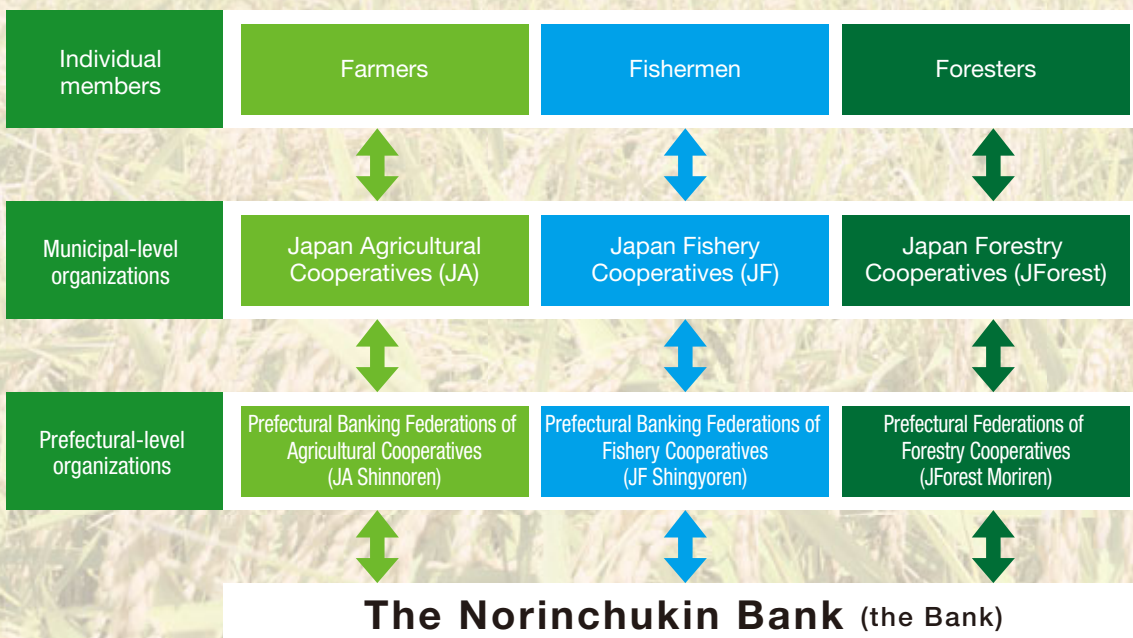 Individual
members
Farmers
Fishermen
Foresters
Municipal-level
organizations
Japan Agricultural
Cooperatives (JA)
Japan Fishery
Cooperatives (JF)
Japan Forestry
Cooperatives (JForest)
Prefectural-level
organizations
Prefectural Banking Federations of
Agricultural Cooperatives
(JA Shinnoren)
Prefectural Banking Federations of
Fishery Cooperatives
(JF Shingyoren)
Prefectural Federations of
Forestry Cooperatives
(JForest Moriren)
The Norinchukin Bank (the Bank)